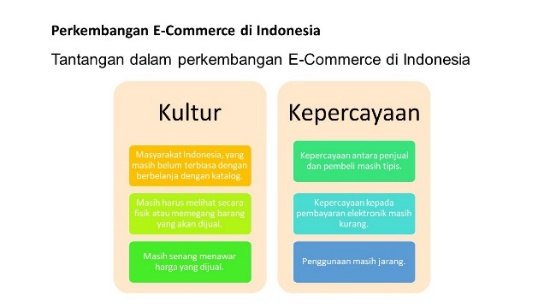 Perkembangan E-Commerce di Indonesia
Tantangan dalam perkembangan E-Commerce di Indonesia
Kultur
Masyarakat Indonesia, yang
masih belum terbiasa dengan
berbelanja dengan katalog.
Masih harus melihat secara
fisik atau memegang barang
yang akan dijual.
Masih senang menawar
harga yang dijual.
Kepercayaan
Kepercayaan antara penjual
dan pembeli masih tipis.
Kepercayaan kepada
pembayaran elektronik masih
kurang.
Penggunaan masih jarang.